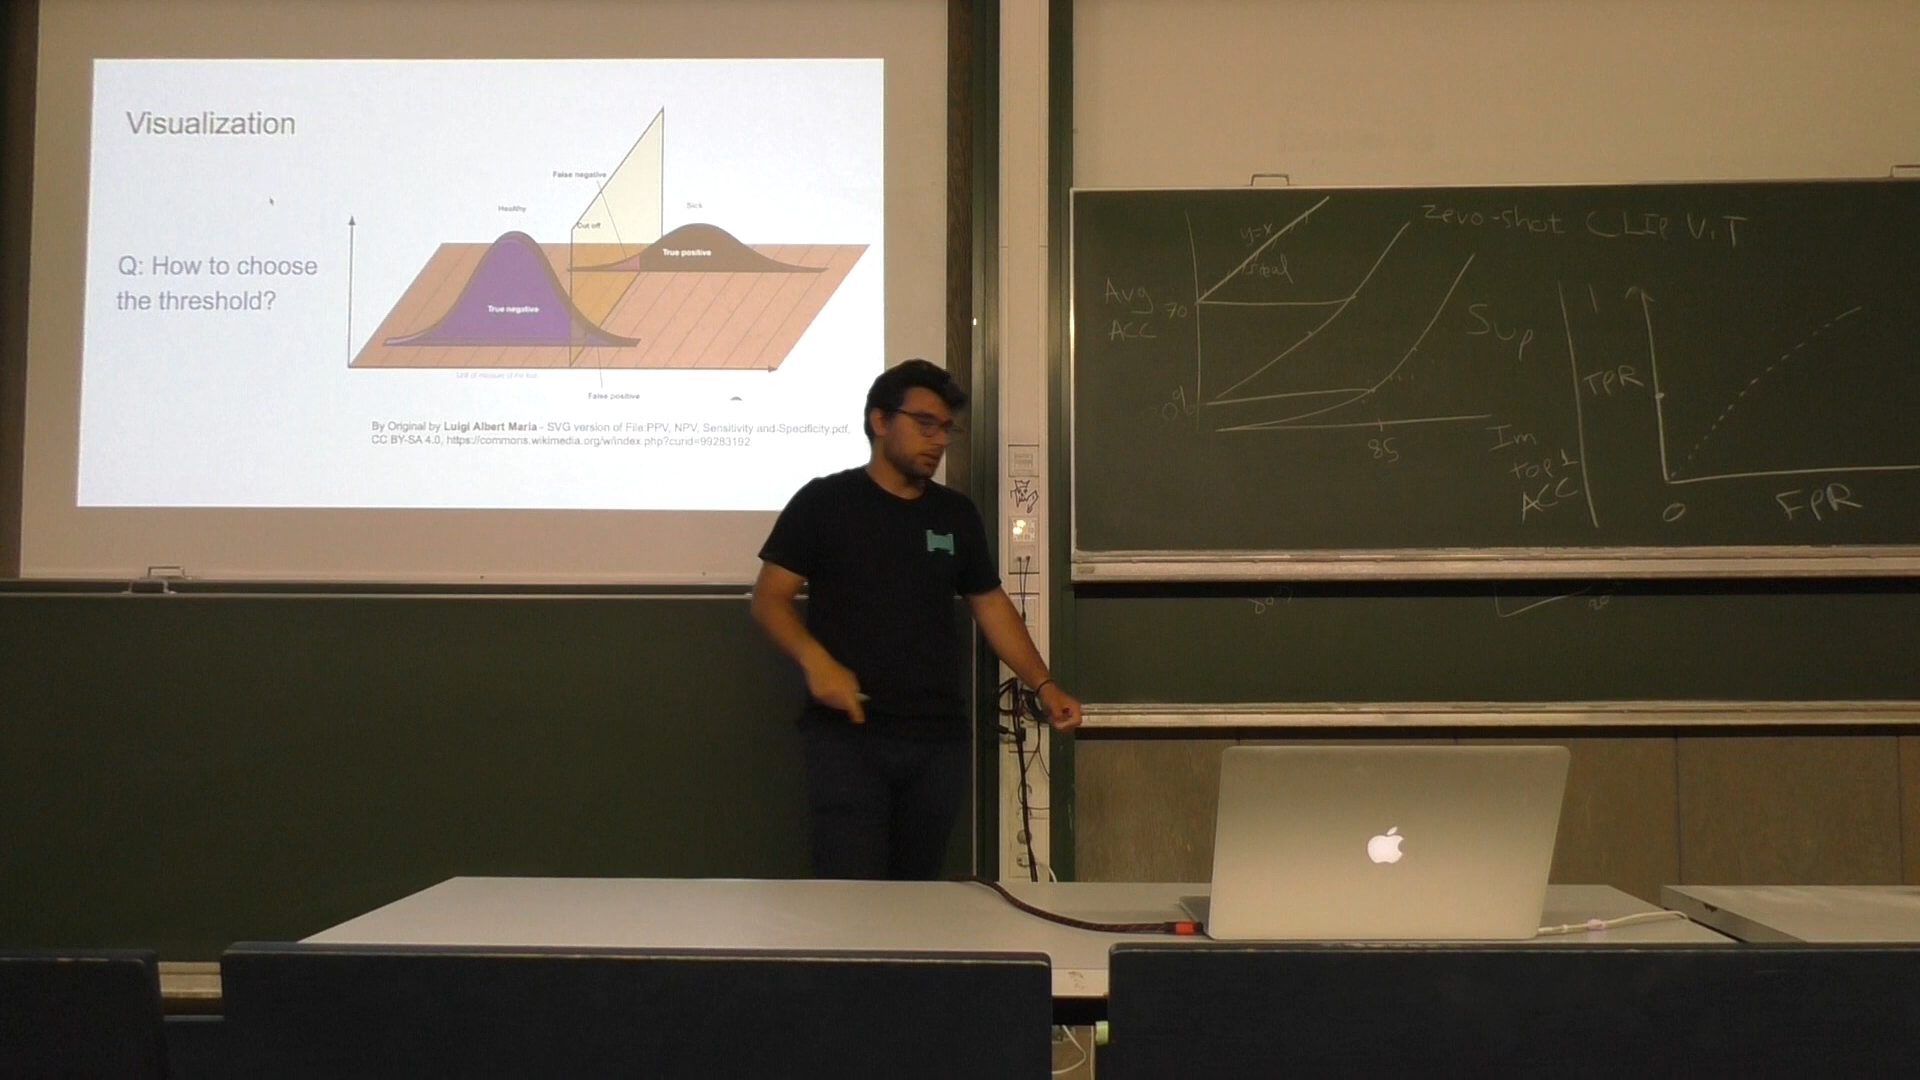 Visualization
Q: How to choose
the threshold?
False negative
Healthy
Sick
Cut off
True positive
True negative
False positive
By Original by Luigi Albert Maria - SVG version of File:PPV, NPV, Sensitivity and Specificity.pdf,
CC BY-SA 4.0, https://commons.wikimedia.org/w/index.php?curid=99283192
Zero-shot CLIP ViT
y=x
ideal
Avg
ACC
70
Sup
85
Im
top 1
ACC
1
TPR
0
FPR